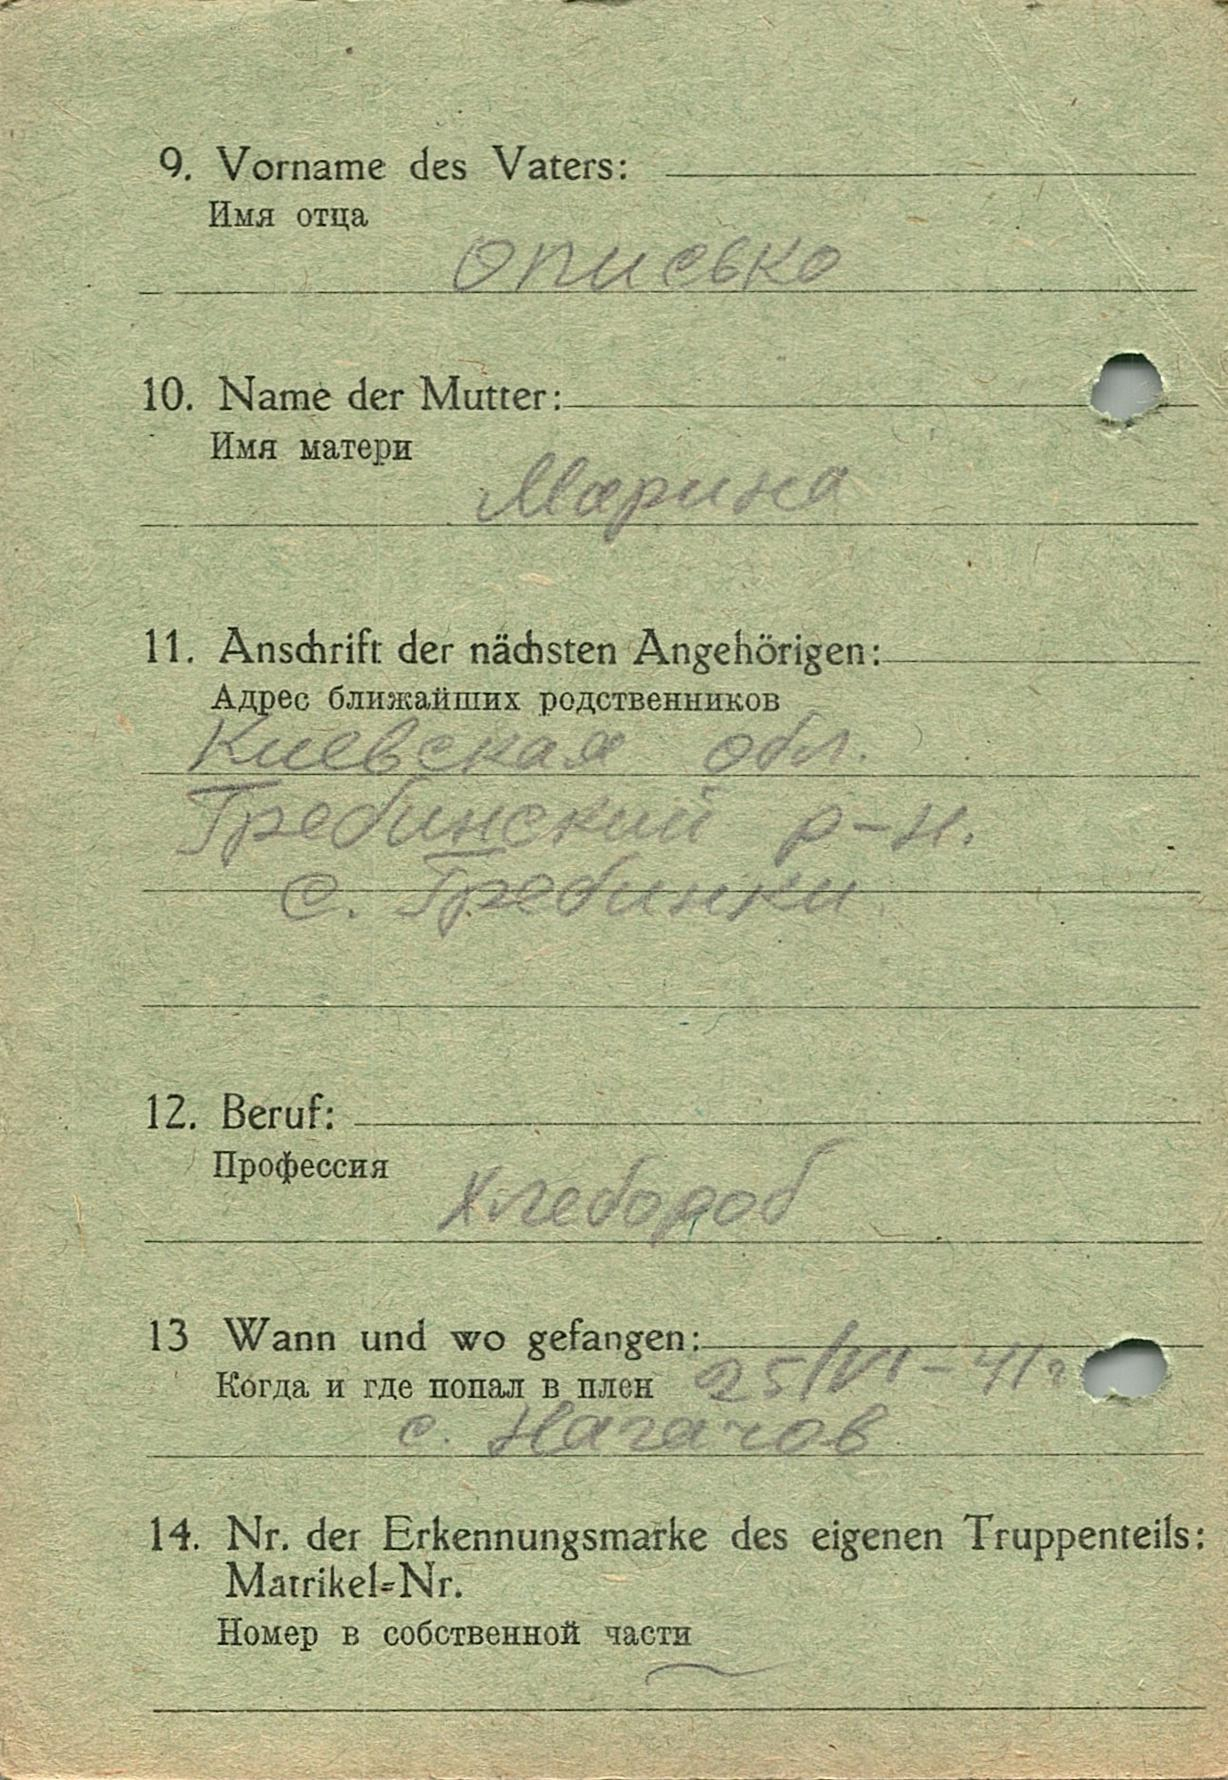 9. Vorname des Vaters:
Имя отца
Описько
10. Name der Mutter:
Имя матери
Марина
11. Anschrift der nächsten Angehörigen:
Адрес ближайших родственников
Киевская обл.
Гребинский р-н.
с. Гребинки
12. Beruf:
Профессия
Хлебороб
13 Wann und wo gefangen:
Когда и где попал в плен 25/VI-41г
с. Нагачов
14. Nr. der Erkennungsmarke des eigenen Truppenteils:
Matrikel-Nr.
Номер в собственной части